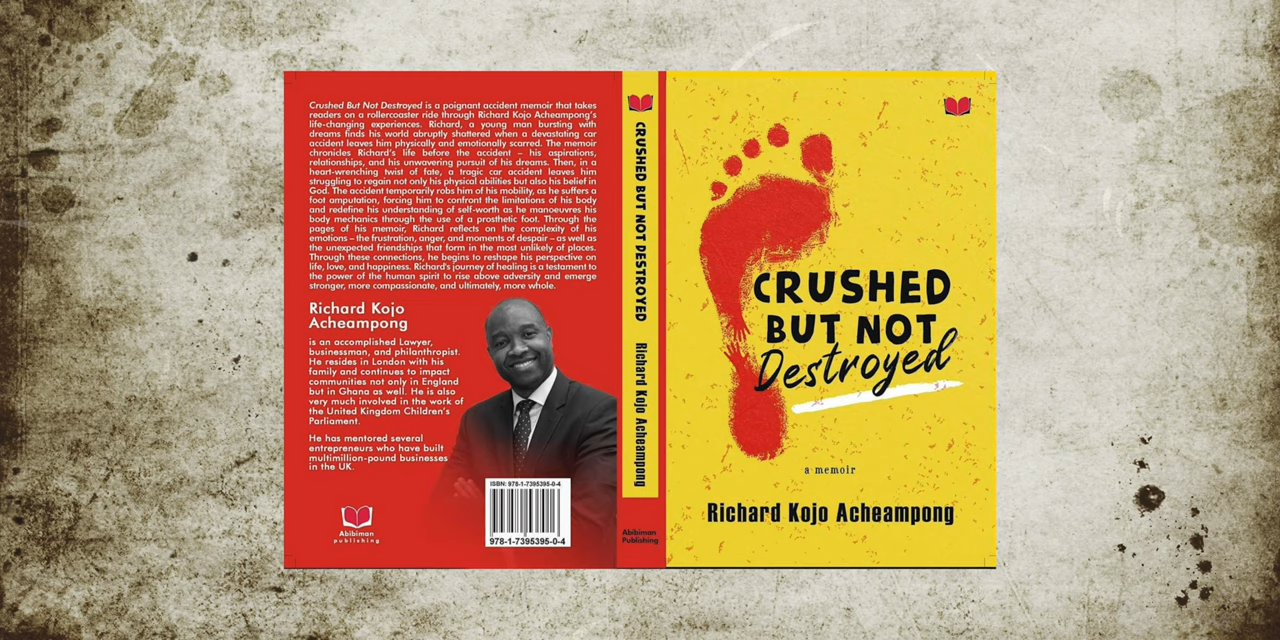 Crushed But Not Destroyed is a poignant accident memoir that takes
readers on a rollercoaster ride through Richard Kojo Acheampong's
life-changing experiences. Richard, a young man bursting with
dreams finds his world abruptly shattered when a devastating car
accident leaves him physically and emotionally scarred. The memoir
chronicles Richard's life before the accident – his aspirations,
relationships, and his unwavering pursuit of his dreams. Then, in a
heart-wrenching twist of fate, a tragic car accident leaves him
struggling to regain not only his physical abilities but also his belief in
God. The accident temporarily robs him of his mobility, as he suffers a
foot amputation, forcing him to confront the limitations of his body
and redefine his understanding of self-worth as he manoeuvres his
body mechanics through the use of a prosthetic foot. Through the
pages of his memoir, Richard reflects on the complexity of his
emotions – the frustration, anger, and moments of despair – as well as
the unexpected friendships that form in the most unlikely of places.
Through these connections, he begins to reshape his perspective on
life, love, and happiness. Richard's journey of healing is a testament to
the power of the human spirit to rise above adversity and emerge
stronger, more compassionate, and ultimately, more whole.
Richard Kojo
Acheampong
is an accomplished Lawyer,
businessman, and philanthropist.
He resides in London with his
family and continues to impact
communities not only in England
but in Ghana as well. He is also
very much involved in the work of
the United Kingdom Children's
Parliament.
He has mentored several
entrepreneurs who have built
multimillion-pound businesses
in the UK.
Abibiman
publishing
ISBN: 978-1-7395395-0-4
978-1-7395395-0-4
CRUSHED BUT NOT DESTROYED
Richard Kojo Acheampong
Abibiman
Publishing
CRUSHED
BUT NOT
Destroyed
a memoir
Richard Kojo Acheampong